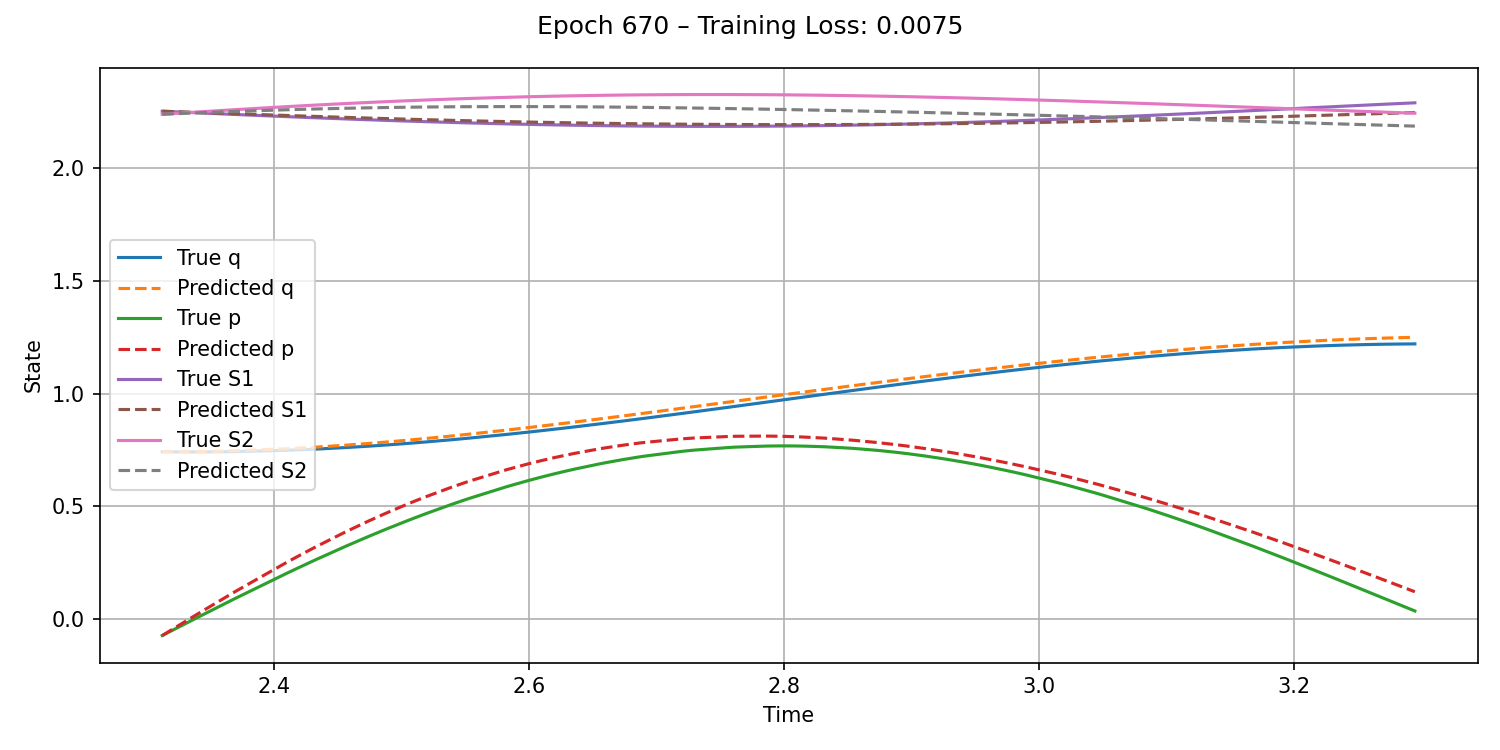 Epoch 670 – Training Loss: 0.0075
2.0
1.5
1.0
0.5
0.0
State
True q
Predicted q
True p
Predicted p
True S1
Predicted S1
True S2
Predicted S2
2.4
2.6
2.8
3.0
3.2
Time